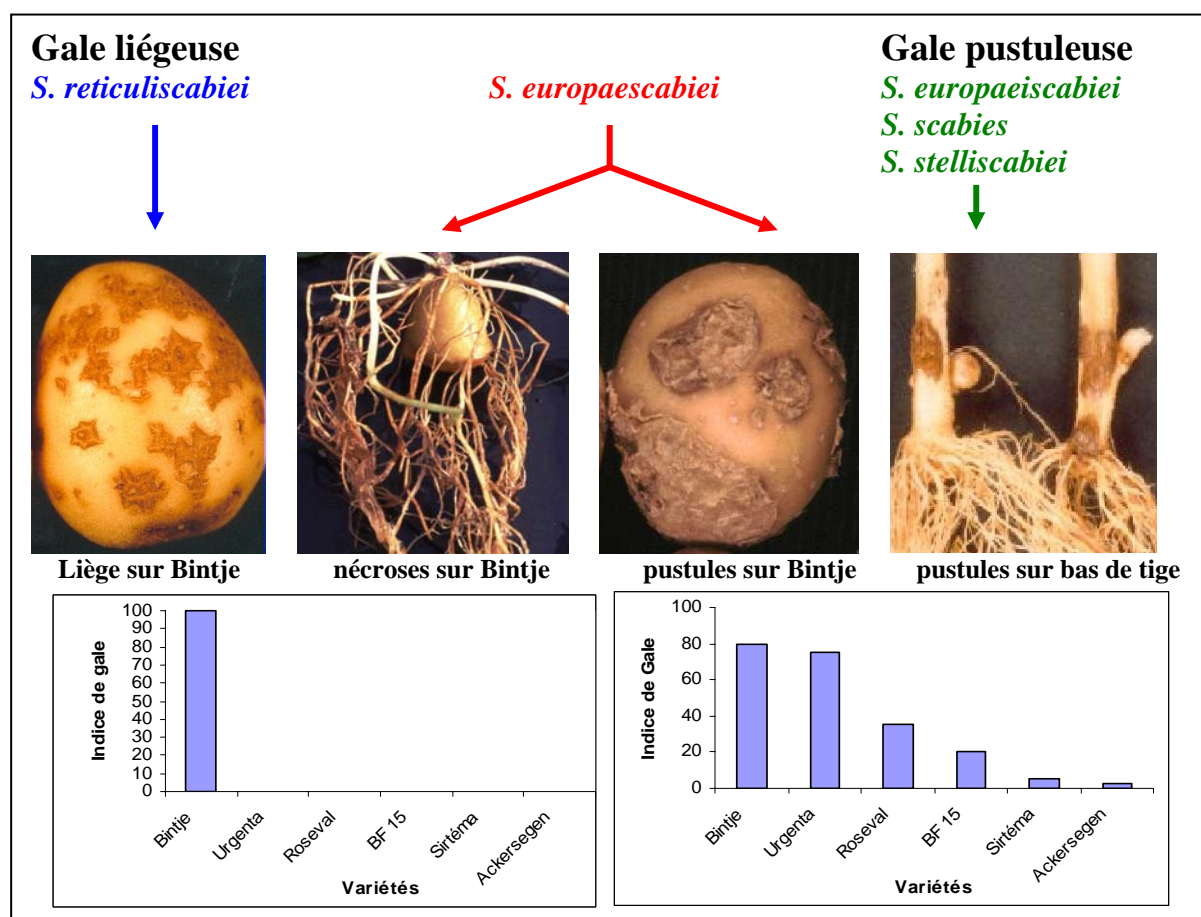 Gale liégeuse
S. reticuliscabiei
S. europaescabiei
Gale pustuleuse
S. europaeiscabiei
S. scabies
S. stelliscabiei
Liège sur Bintje
nécroses sur Bintje
pustules sur Bintje
pustules sur bas de tige
Indice de gale
100
90
80
70
60
50
40
30
20
10
0
Bintje
Urgenta
Roseval
BF 15
Sirtéma
Ackersegen
Variétés
Indice de Gale
100
80
60
40
20
0
Bintje
Urgenta
Roseval
BF 15
Sirtéma
Ackersegen
Variétés